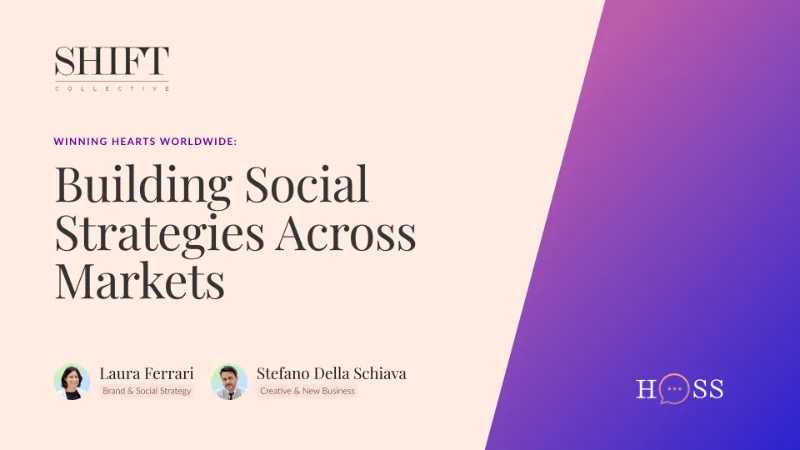 SHIFT
COLLECTIVE
WINNING HEARTS WORLDWIDE:
Building Social
Strategies Across
Markets
Laura Ferrari
Brand & Social Strategy
Stefano Della Schiava
Creative & New Business
HOSS